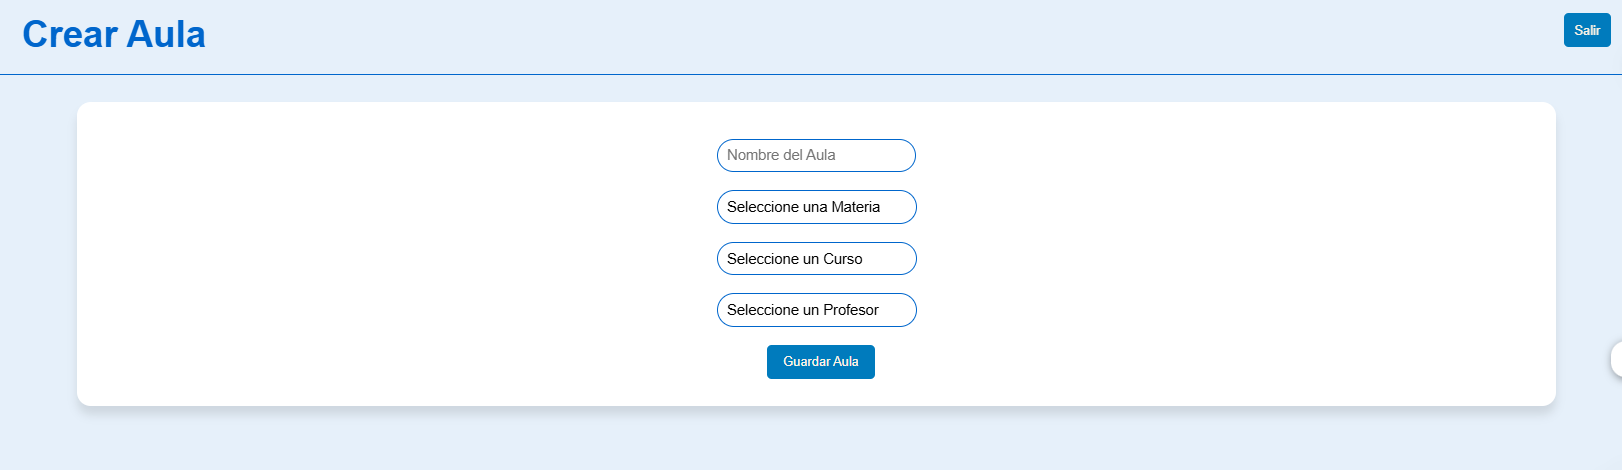 Crear Aula
Salir
Nombre del Aula
Seleccione una Materia
Seleccione un Curso
Seleccione un Profesor
Guardar Aula